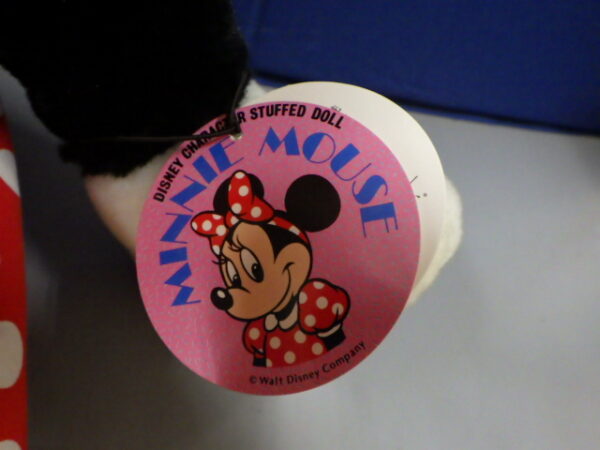 DISNEY CHARACTER STUFFED DOLL
MINNIE MOUSE
© Walt Disney Company